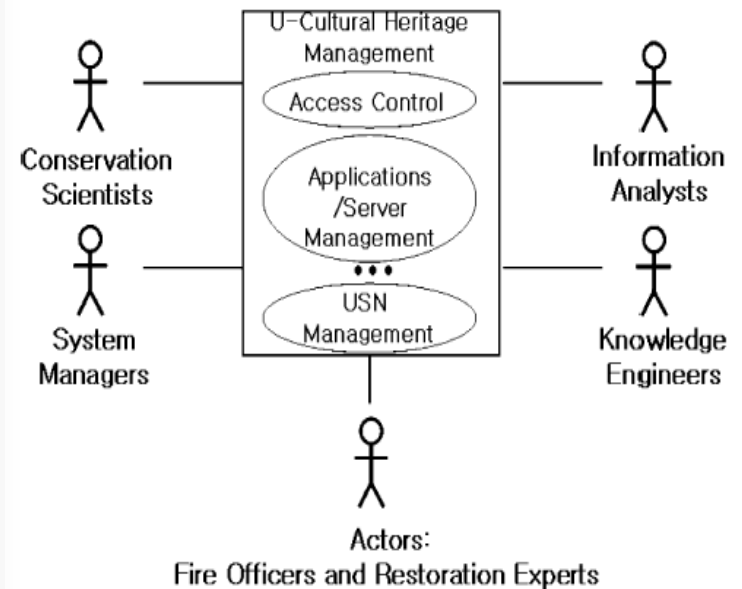 U-Cultural Heritage
Management
Access Control
Applications
/Server
Management
•••
USN
Management
Conservation
Scientists
Information
Analysts
System
Managers
Knowledge
Engineers
Actors:
Fire Officers and Restoration Experts